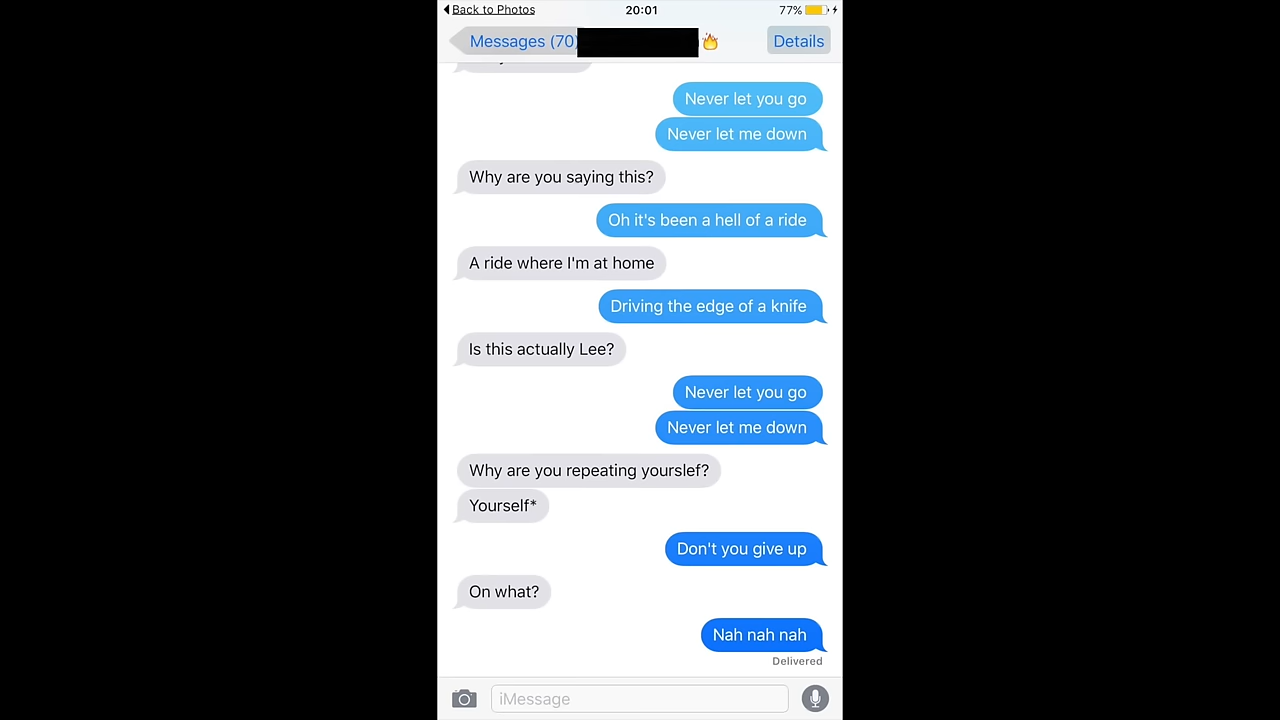 Back to Photos
20:01
77%
Messages (70)
Details
Never let you go
Never let me down
Why are you saying this?
Oh it's been a hell of a ride
A ride where I'm at home
Driving the edge of a knife
Is this actually Lee?
Never let you go
Never let me down
Why are you repeating yourslef?
Yourself*
Don't you give up
On what?
Nah nah nah
Delivered
iMessage